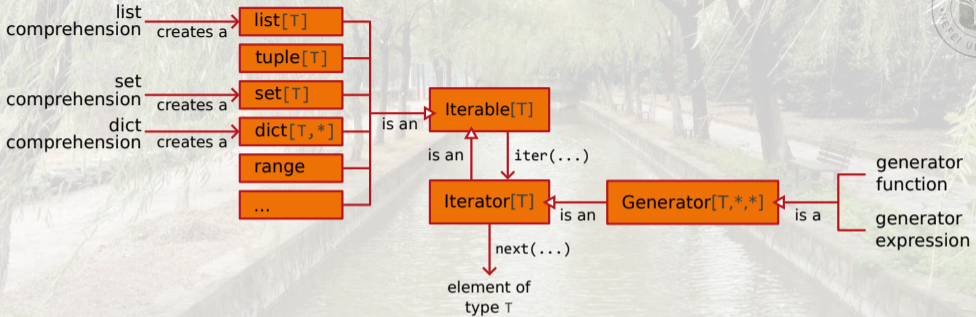 list
comprehension
creates a
list[T]
tuple[T]
set
comprehension
creates a
set[T]
dict
comprehension
creates a
dict[T,*]
range
...
is an
Iterable[T]
is an
iter(...)
Iterator[T]
is an
Generator[T,*,*]
is a
generator
function
generator
expression
next(...)
element of
type T